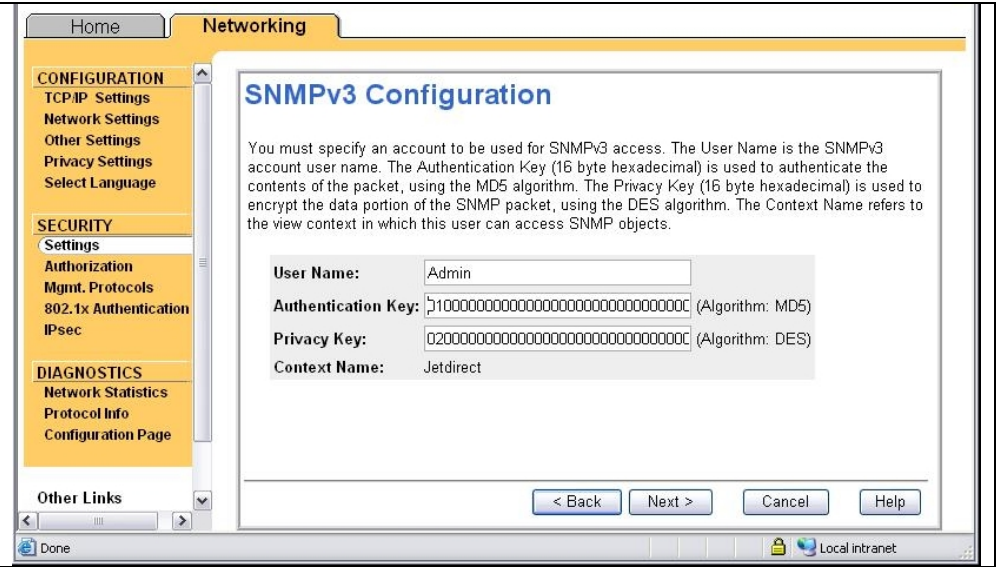 Home
Networking
CONFIGURATION
TCP/IP Settings
Network Settings
Other Settings
Privacy Settings
Select Language
SECURITY
Settings
Authorization
Mgmt. Protocols
802.1x Authentication
IPsec
DIAGNOSTICS
Network Statistics
Protocol Info
Configuration Page
Other Links
SNMPv3 Configuration
You must specify an account to be used for SNMPv3 access. The User Name is the SNMPv3
account user name. The Authentication Key (16 byte hexadecimal) is used to authenticate the
contents of the packet, using the MD5 algorithm. The Privacy Key (16 byte hexadecimal) is used to
encrypt the data portion of the SNMP packet, using the DES algorithm. The Context Name refers to
the view context in which this user can access SNMP objects.
User Name: Admin
Authentication Key: (Algorithm: MD5)
Privacy Key: (Algorithm: DES)
Context Name: Jetdirect
< Back Next > Cancel Help
Done
Local intranet